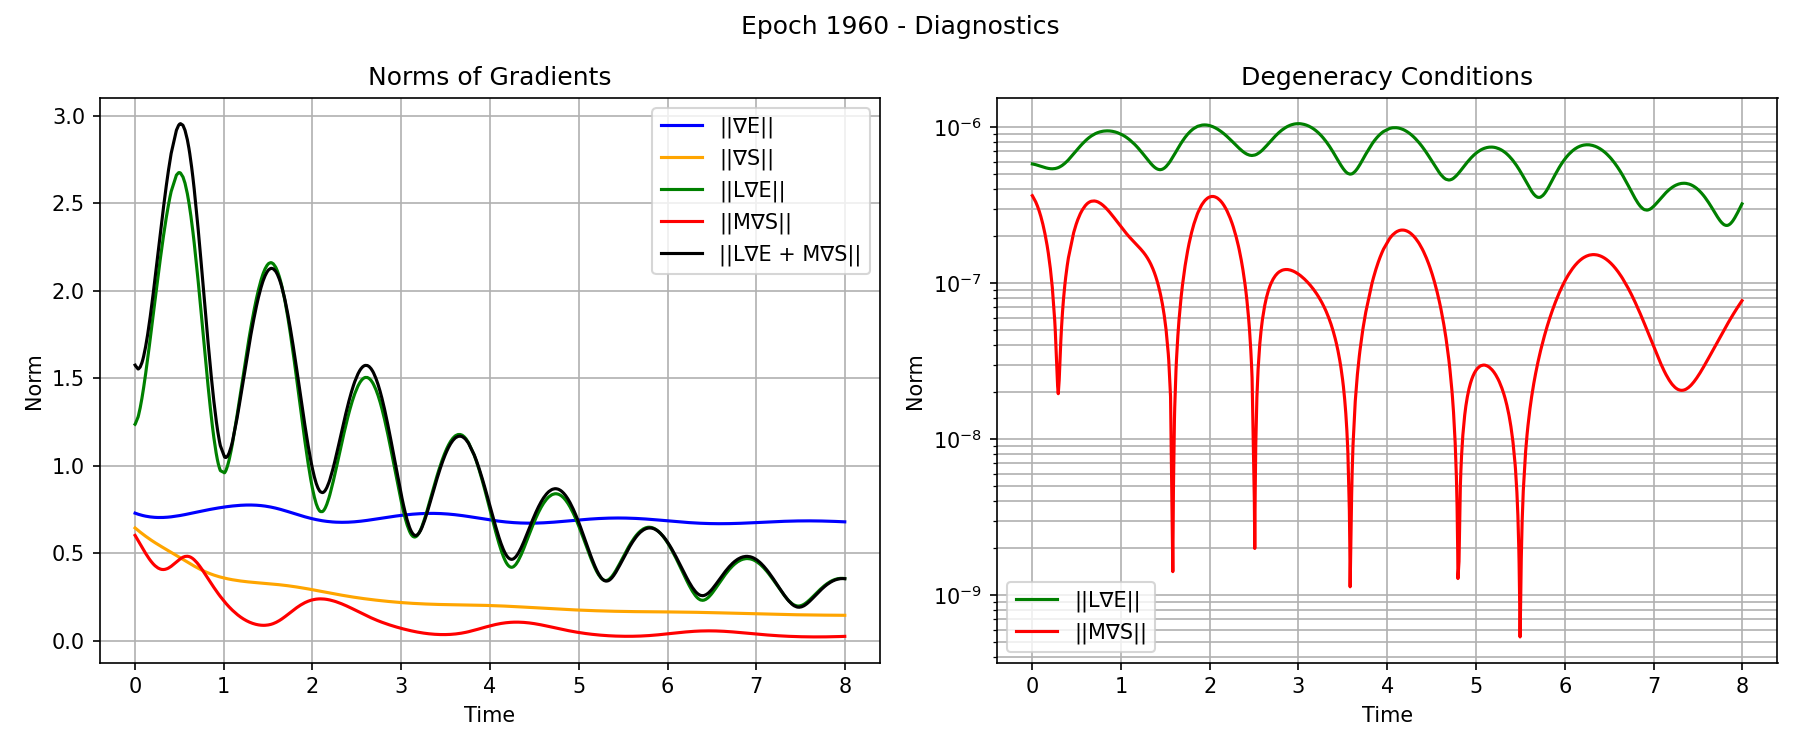 Epoch 1960 - Diagnostics
Norms of Gradients
Norm
3.0
2.5
2.0
1.5
1.0
0.5
0.0
0 1 2 3 4 5 6 7 8
Time
||∇E||
||∇S||
||L∇E||
||M∇S||
||L∇E + M∇S||
Degeneracy Conditions
Norm
10⁻⁶
10⁻⁷
10⁻⁸
10⁻⁹
0 1 2 3 4 5 6 7 8
Time
||L∇E||
||M∇S||